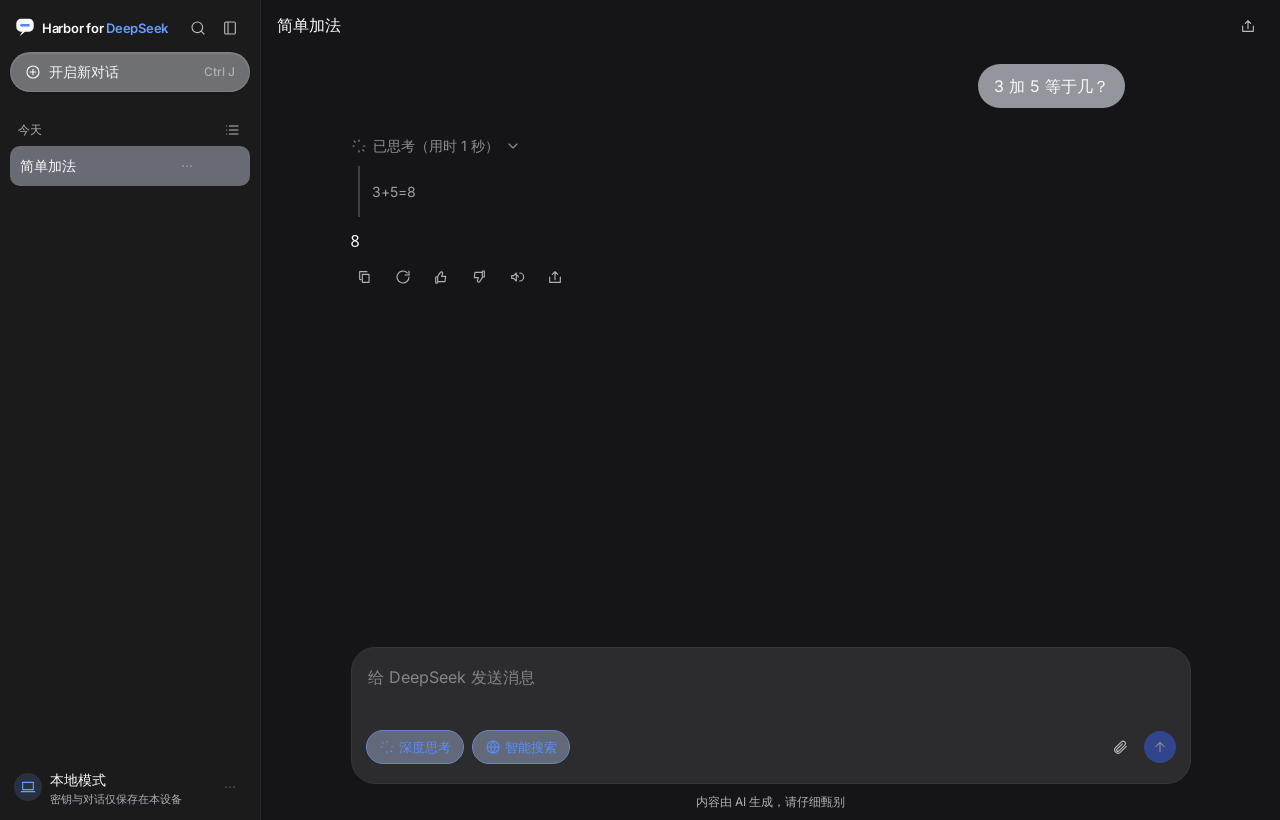 Harbor for DeepSeek
开启新对话 Ctrl J
今天
简单加法
本地模式
密钥与对话仅保存在本设备
简单加法
3 加 5 等于几？
已思考（用时 1 秒）
3+5=8
8
给 DeepSeek 发送消息
深度思考 智能搜索
内容由 AI 生成，请仔细甄别